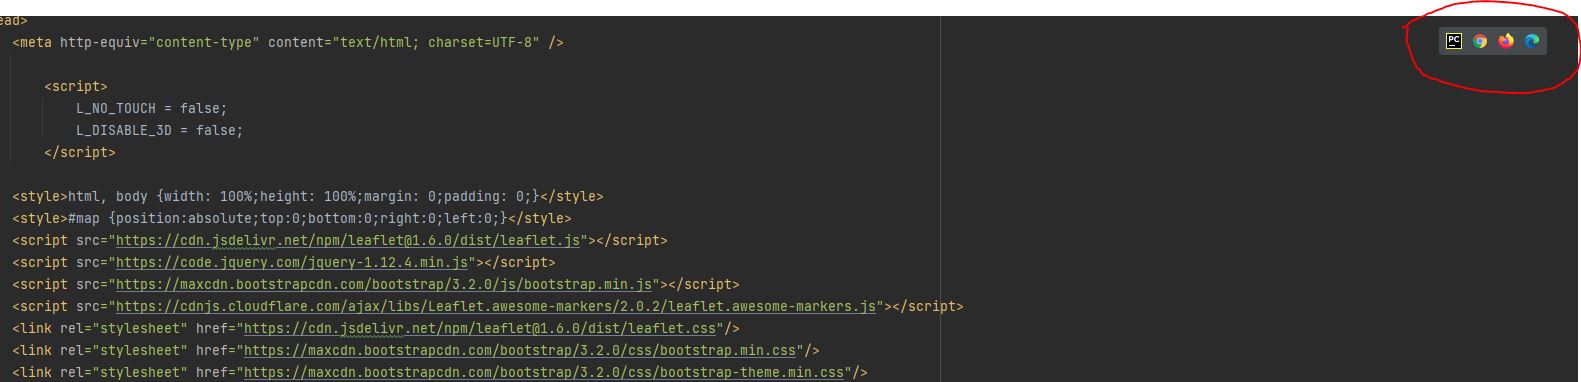 ead>
<meta http-equiv="content-type" content="text/html; charset=UTF-8" />
PC
<script>
L_NO_TOUCH = false;
L_DISABLE_3D = false;
</script>
<style>html, body {width: 100%;height: 100%;margin: 0;padding: 0;}</style>
<style>#map {position:absolute;top:0;bottom:0;right:0;left:0;}</style>
<script src="https://cdn.jsdelivr.net/npm/leaflet@1.6.0/dist/leaflet.js"></script>
<script src="https://code.jquery.com/jquery-1.12.4.min.js"></script>
<script src="https://maxcdn.bootstrapcdn.com/bootstrap/3.2.0/js/bootstrap.min.js"></script>
<script src="https://cdnjs.cloudflare.com/ajax/libs/Leaflet.awesome-markers/2.0.2/leaflet.awesome-markers.js"></script>
<link rel="stylesheet" href="https://cdn.jsdelivr.net/npm/leaflet@1.6.0/dist/leaflet.css"/>
<link rel="stylesheet" href="https://maxcdn.bootstrapcdn.com/bootstrap/3.2.0/css/bootstrap.min.css"/>
<link rel="stylesheet" href="https://maxcdn.bootstrapcdn.com/bootstrap/3.2.0/css/bootstrap-theme.min.css"/>